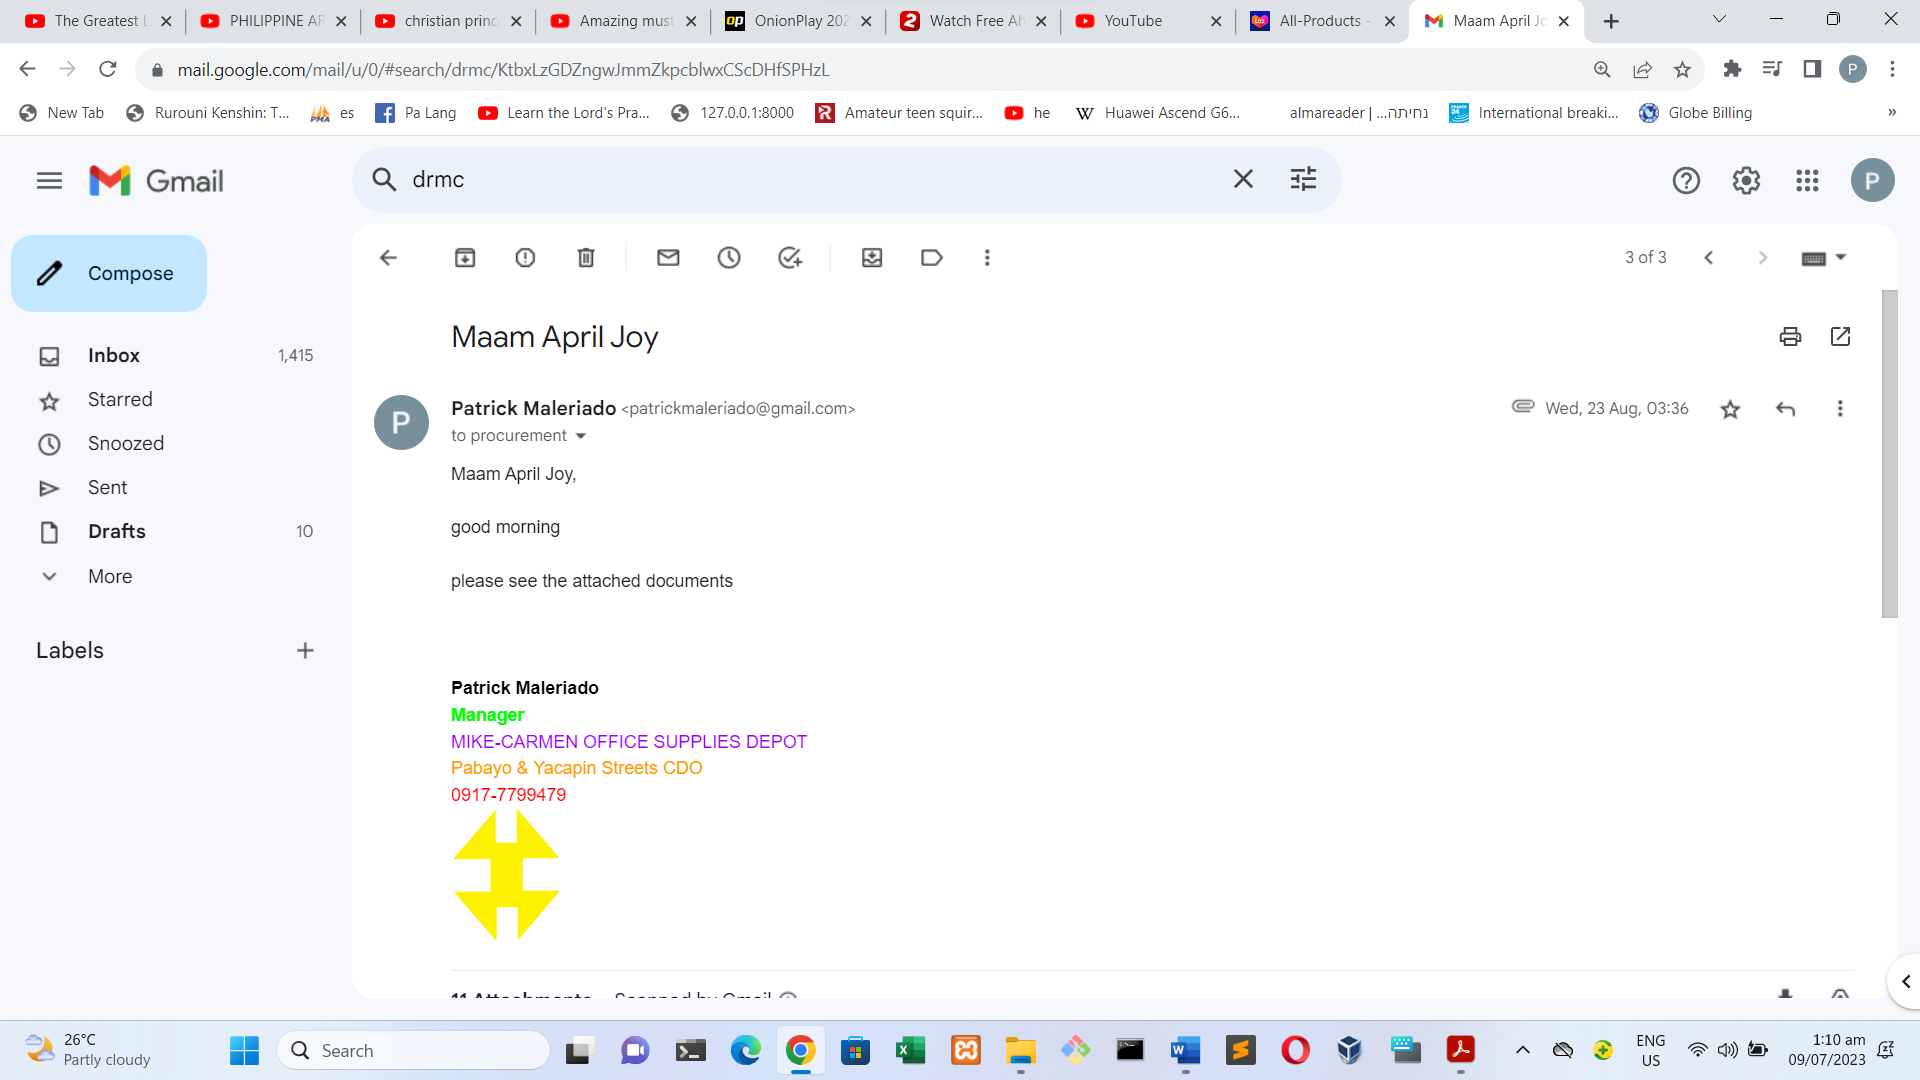 The Greatest L
PHILIPPINE AR
christian princ
Amazing must
OnionPlay 202
Watch Free Ah
YouTube
All-Products -
Maam April Jo
mail.google.com/mail/u/0/#search/drmc/KtbxLzGDZngwJmmZkpcblwxCScDHfSPHzL
P
New Tab
Rurouni Kenshin: T...
es
Pa Lang
Learn the Lord's Pra...
127.0.0.1:8000
Amateur teen squir...
he
Huawei Ascend G6...
almareader | ...נחיתה
International breaki...
Globe Billing
»
Gmail
drmc
P
Compose
3 of 3
Inbox 1,415
Starred
Snoozed
Sent
Drafts 10
More
Labels
Maam April Joy
P
Patrick Maleriado <patrickmaleriado@gmail.com>
Wed, 23 Aug, 03:36
to procurement
Maam April Joy,
good morning
please see the attached documents
Patrick Maleriado
Manager
MIKE-CARMEN OFFICE SUPPLIES DEPOT
Pabayo & Yacapin Streets CDO
0917-7799479
11 Attachments • Scanned by Gmail
26°C
Partly cloudy
Search
ENG
US
1:10 am
09/07/2023